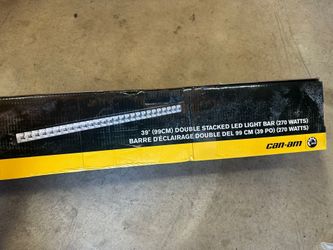 39" (99CM) DOUBLE STACKED LED LIGHT BAR (270 WATTS)
BARRE D'ÉCLAIRAGE DOUBLE DEL 99 CM (39 PO) (270 WATTS)
can-am